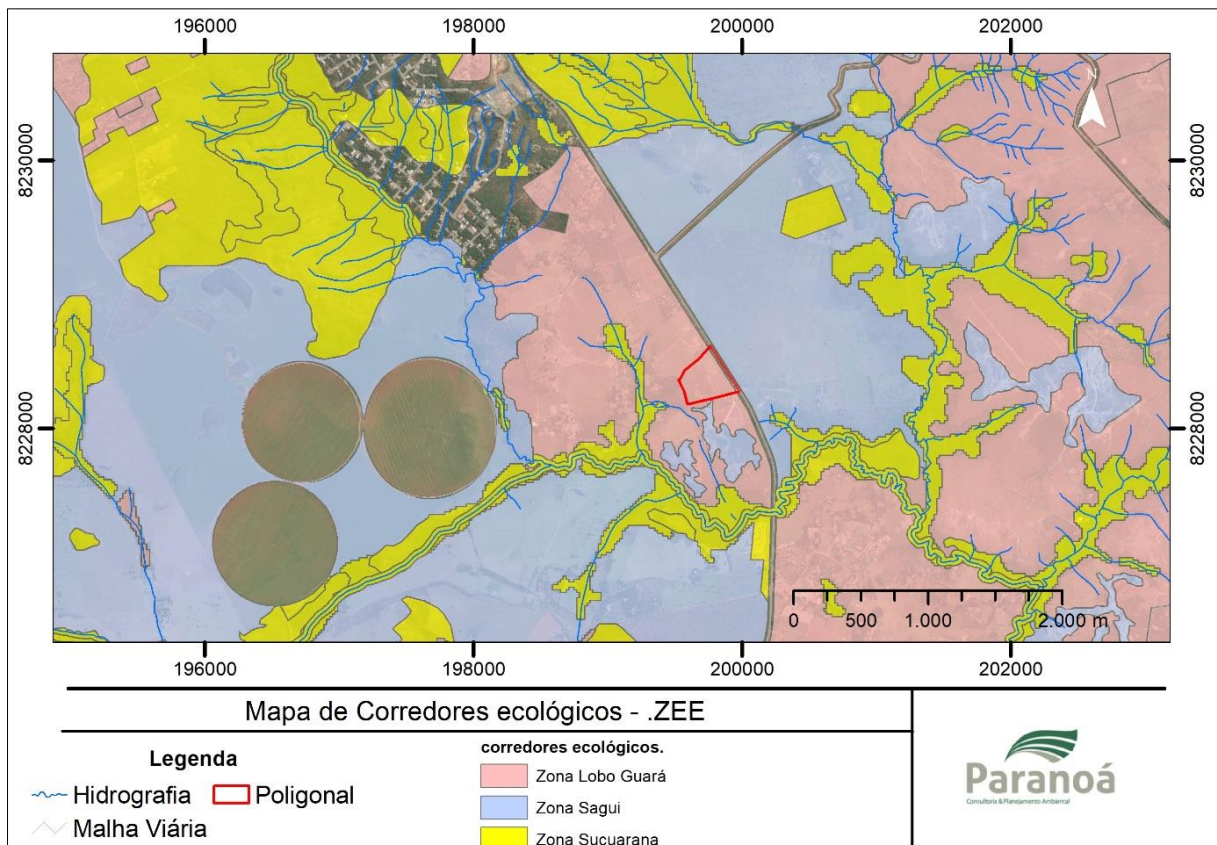 196000 198000 200000 202000
N
8230000 8230000
8228000 8228000
0 500 1.000 2.000 m
196000 198000 200000 202000
Mapa de Corredores ecológicos - .ZEE
Legenda
Hidrografia Poligonal
Malha Viária
corredores ecológicos.
Zona Lobo Guará
Zona Sagui
Zona Sucuarana
Paranoá
Consultoria & Planejamento Ambiental